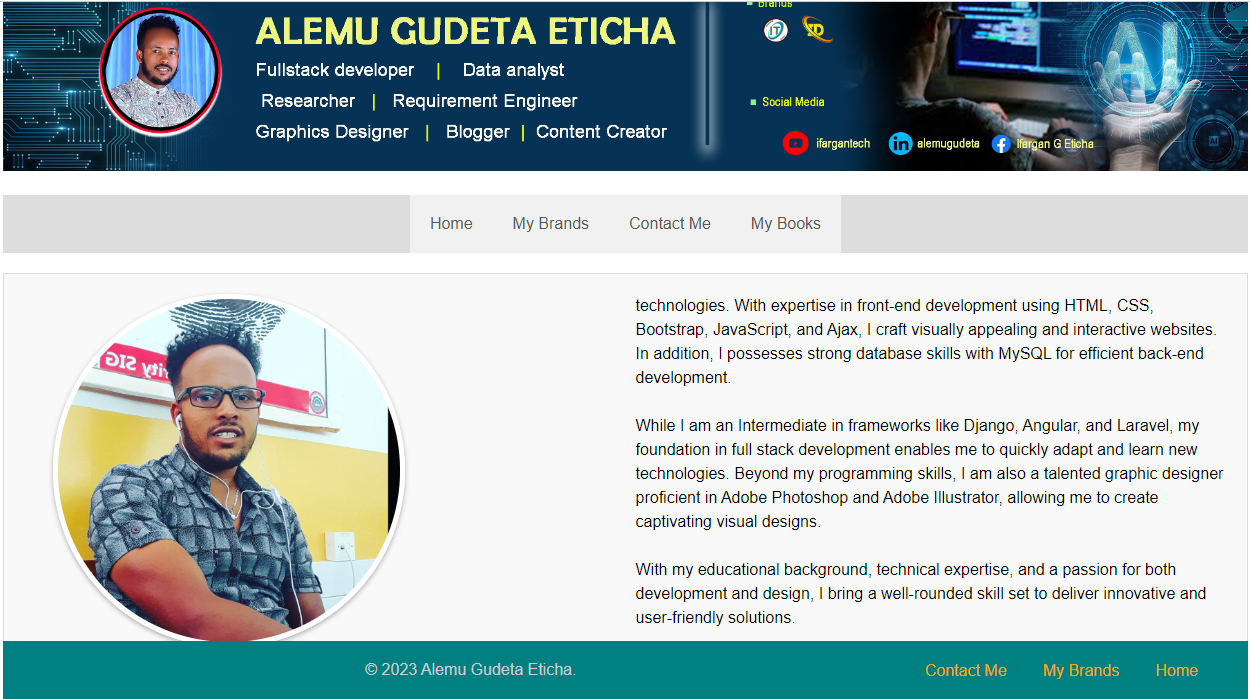 Brands
ALEMU GUDETA ETICHA
Fullstack developer | Data analyst
Researcher | Requirement Engineer
Graphics Designer | Blogger | Content Creator
IT
YD
Social Media
ifargantech
alemugudeta
Ifargan G Eticha
AI
AI
Home
My Brands
Contact Me
My Books
rity SIG
technologies. With expertise in front-end development using HTML, CSS,
Bootstrap, JavaScript, and Ajax, I craft visually appealing and interactive websites.
In addition, I possesses strong database skills with MySQL for efficient back-end
development.
While I am an Intermediate in frameworks like Django, Angular, and Laravel, my
foundation in full stack development enables me to quickly adapt and learn new
technologies. Beyond my programming skills, I am also a talented graphic designer
proficient in Adobe Photoshop and Adobe Illustrator, allowing me to create
captivating visual designs.
With my educational background, technical expertise, and a passion for both
development and design, I bring a well-rounded skill set to deliver innovative and
user-friendly solutions.
© 2023 Alemu Gudeta Eticha.
Contact Me
My Brands
Home